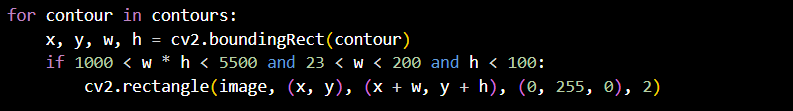 for contour in contours:
    x, y, w, h = cv2.boundingRect(contour)
    if 1000 < w * h < 5500 and 23 < w < 200 and h < 100:
        cv2.rectangle(image, (x, y), (x + w, y + h), (0, 255, 0), 2)